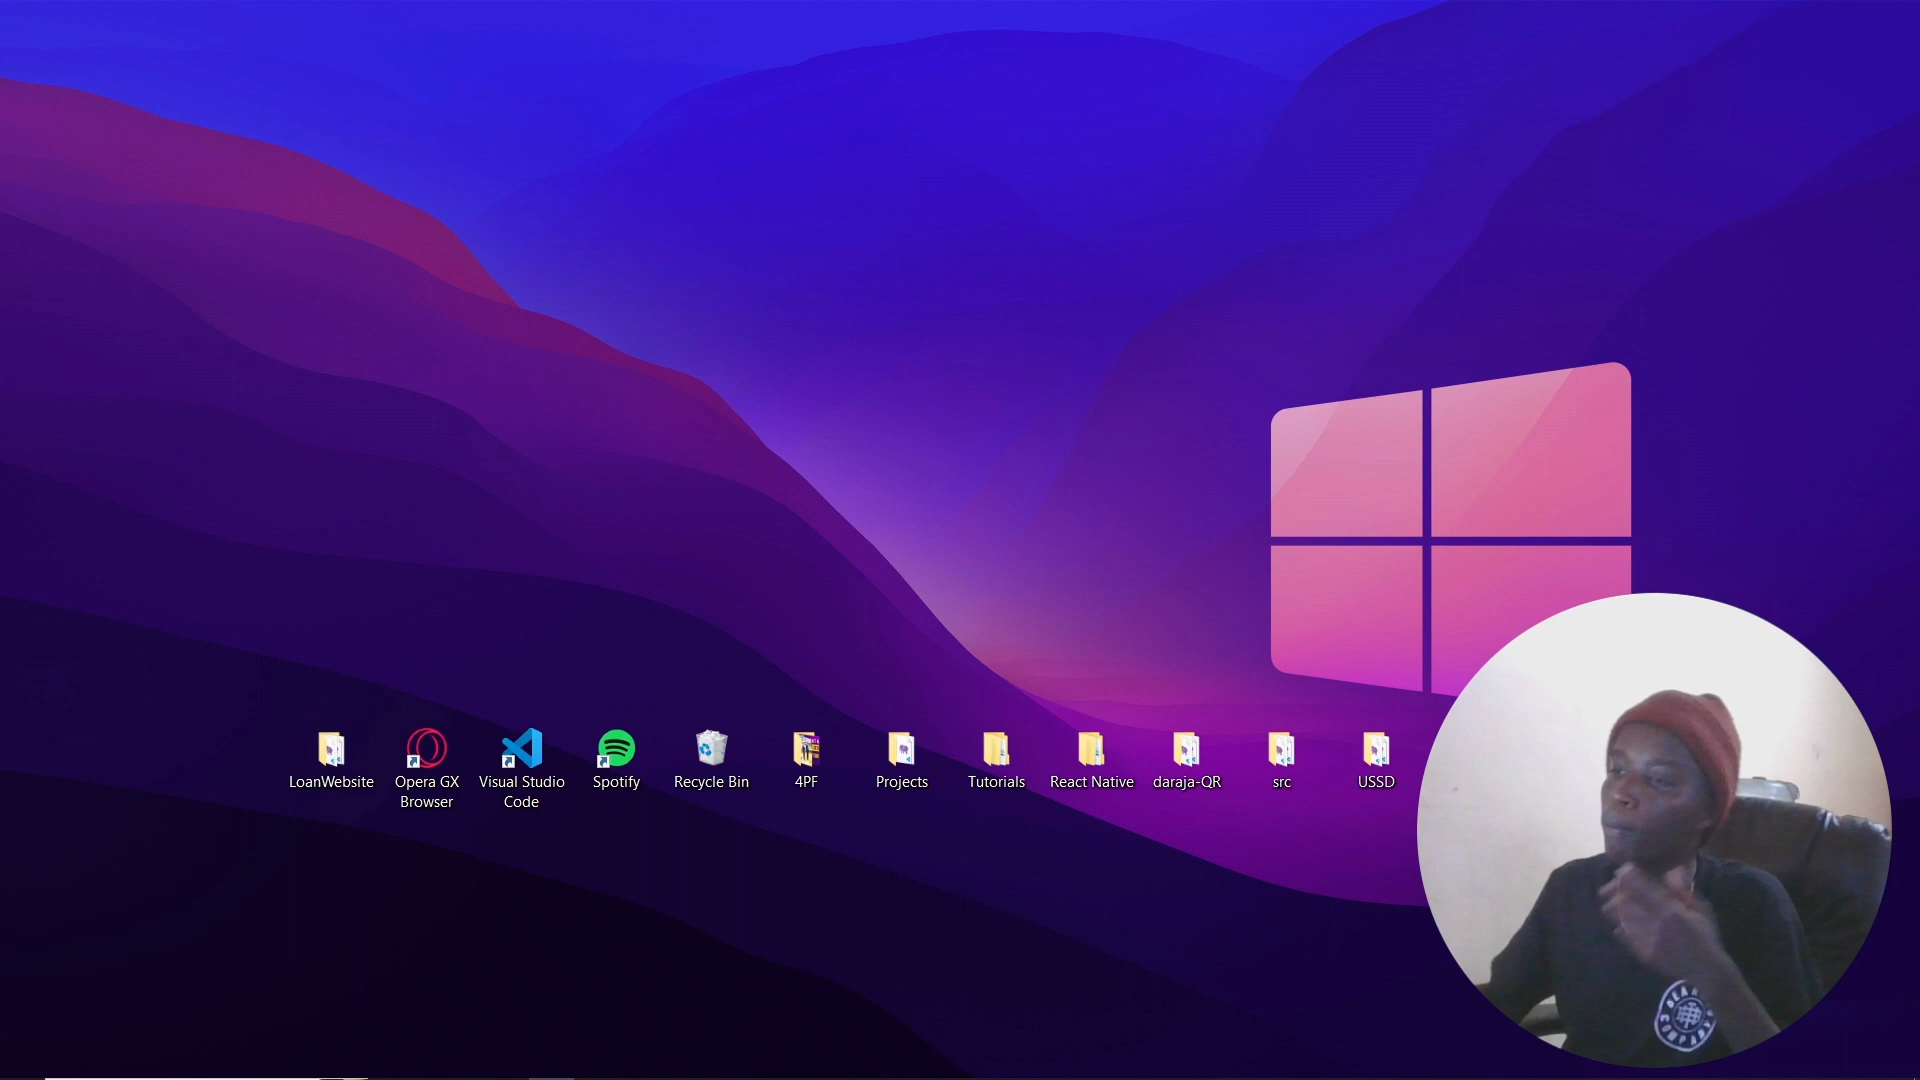 LoanWebsite
Opera GX
Browser
Visual Studio
Code
Spotify
Recycle Bin
4PF
Projects
Tutorials
React Native
daraja-QR
src
USSD
COMPANY